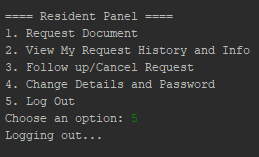 ==== Resident Panel ====
1. Request Document
2. View My Request History and Info
3. Follow up/Cancel Request
4. Change Details and Password
5. Log Out
Choose an option: 5
Logging out...